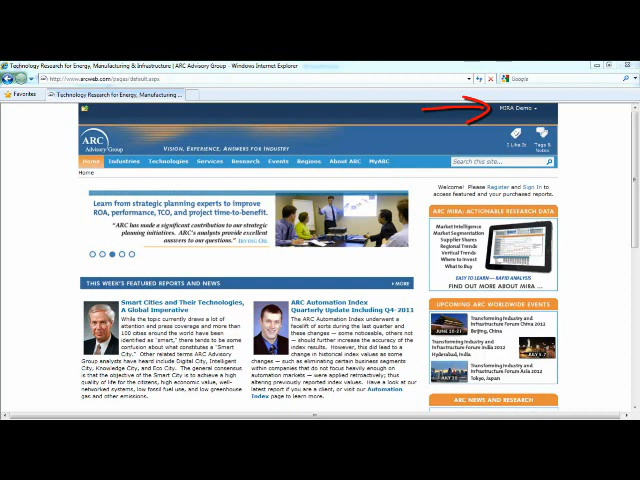 Technology Research for Energy, Manufacturing & Infrastructure | ARC Advisory Group - Windows Internet Explorer
http://www.arcweb.com/pages/default.aspx
Google
Favorites
Technology Research for Energy, Manufacturing ...
MIRA Demo
ARC
Advisory Group
VISION, EXPERIENCE, ANSWERS FOR INDUSTRY
I Like It
Tags & Notes
Home Industries Technologies Services Research Events Regions About ARC MyARC
Search this site...
Home
Learn from strategic planning experts to improve
ROA, performance, TCO, and project time-to-benefit.
"ARC has made a significant contribution to our strategic
planning initiatives. ARC's analysts provide excellent
answers to our questions."
Welcome! Please Register and Sign In to
access featured and your purchased reports.
ARC MIRA: ACTIONABLE RESEARCH DATA
Market Intelligence
Market Segmentation
Supplier Shares
Regional Trends
Vertical Trends
Where to Invest
What to Buy
EASY TO LEARN — RAPID ANALYSIS
FIND OUT MORE ABOUT MIRA ...
THIS WEEK'S FEATURED REPORTS AND NEWS
MORE
Smart Cities and Their Technologies,
A Global Imperative
While the topic currently draws a lot of
attention and press coverage and more than
100 cities around the world have been
identified as "smart," there tends to be some
confusion about what constitutes a "Smart
City." Other related terms ARC Advisory
Group analysts have heard include Digital City, Intelligent
City, Knowledge City, and Eco City. The general consensus
is that the objective of the Smart City is to achieve a high
quality of life for the citizens, high economic value, well-
networked systems, low fossil fuel use, and low greenhouse
gas and other emissions.
ARC Automation Index
Quarterly Update Including Q4-2011
The ARC Automation Index has undergone a
facelift of sorts during the last quarter and
these changes — some noticeable, others not
— should further increase the accuracy of the
index results. However, this did lead to a
change in historical index values as some
changes (such as eliminating automation components
within companies that do not focus heavily enough on
automation markets) were applied retroactively; thus
altering previously reported index values. Have a look at our
latest report if you are a client, or visit our Automation
Index page to learn more.
UPCOMING ARC WORLDWIDE EVENTS
JUNE 20-21
Transforming Industry and
Infrastructure Forum China 2012
Beijing, China
Transforming Industry and
Infrastructure Forum India 2012
Hyderabad, India
JULY 5-7
Transforming Industry and
Infrastructure Forum Asia 2012
Tokyo, Japan
ARC NEWS AND RESEARCH